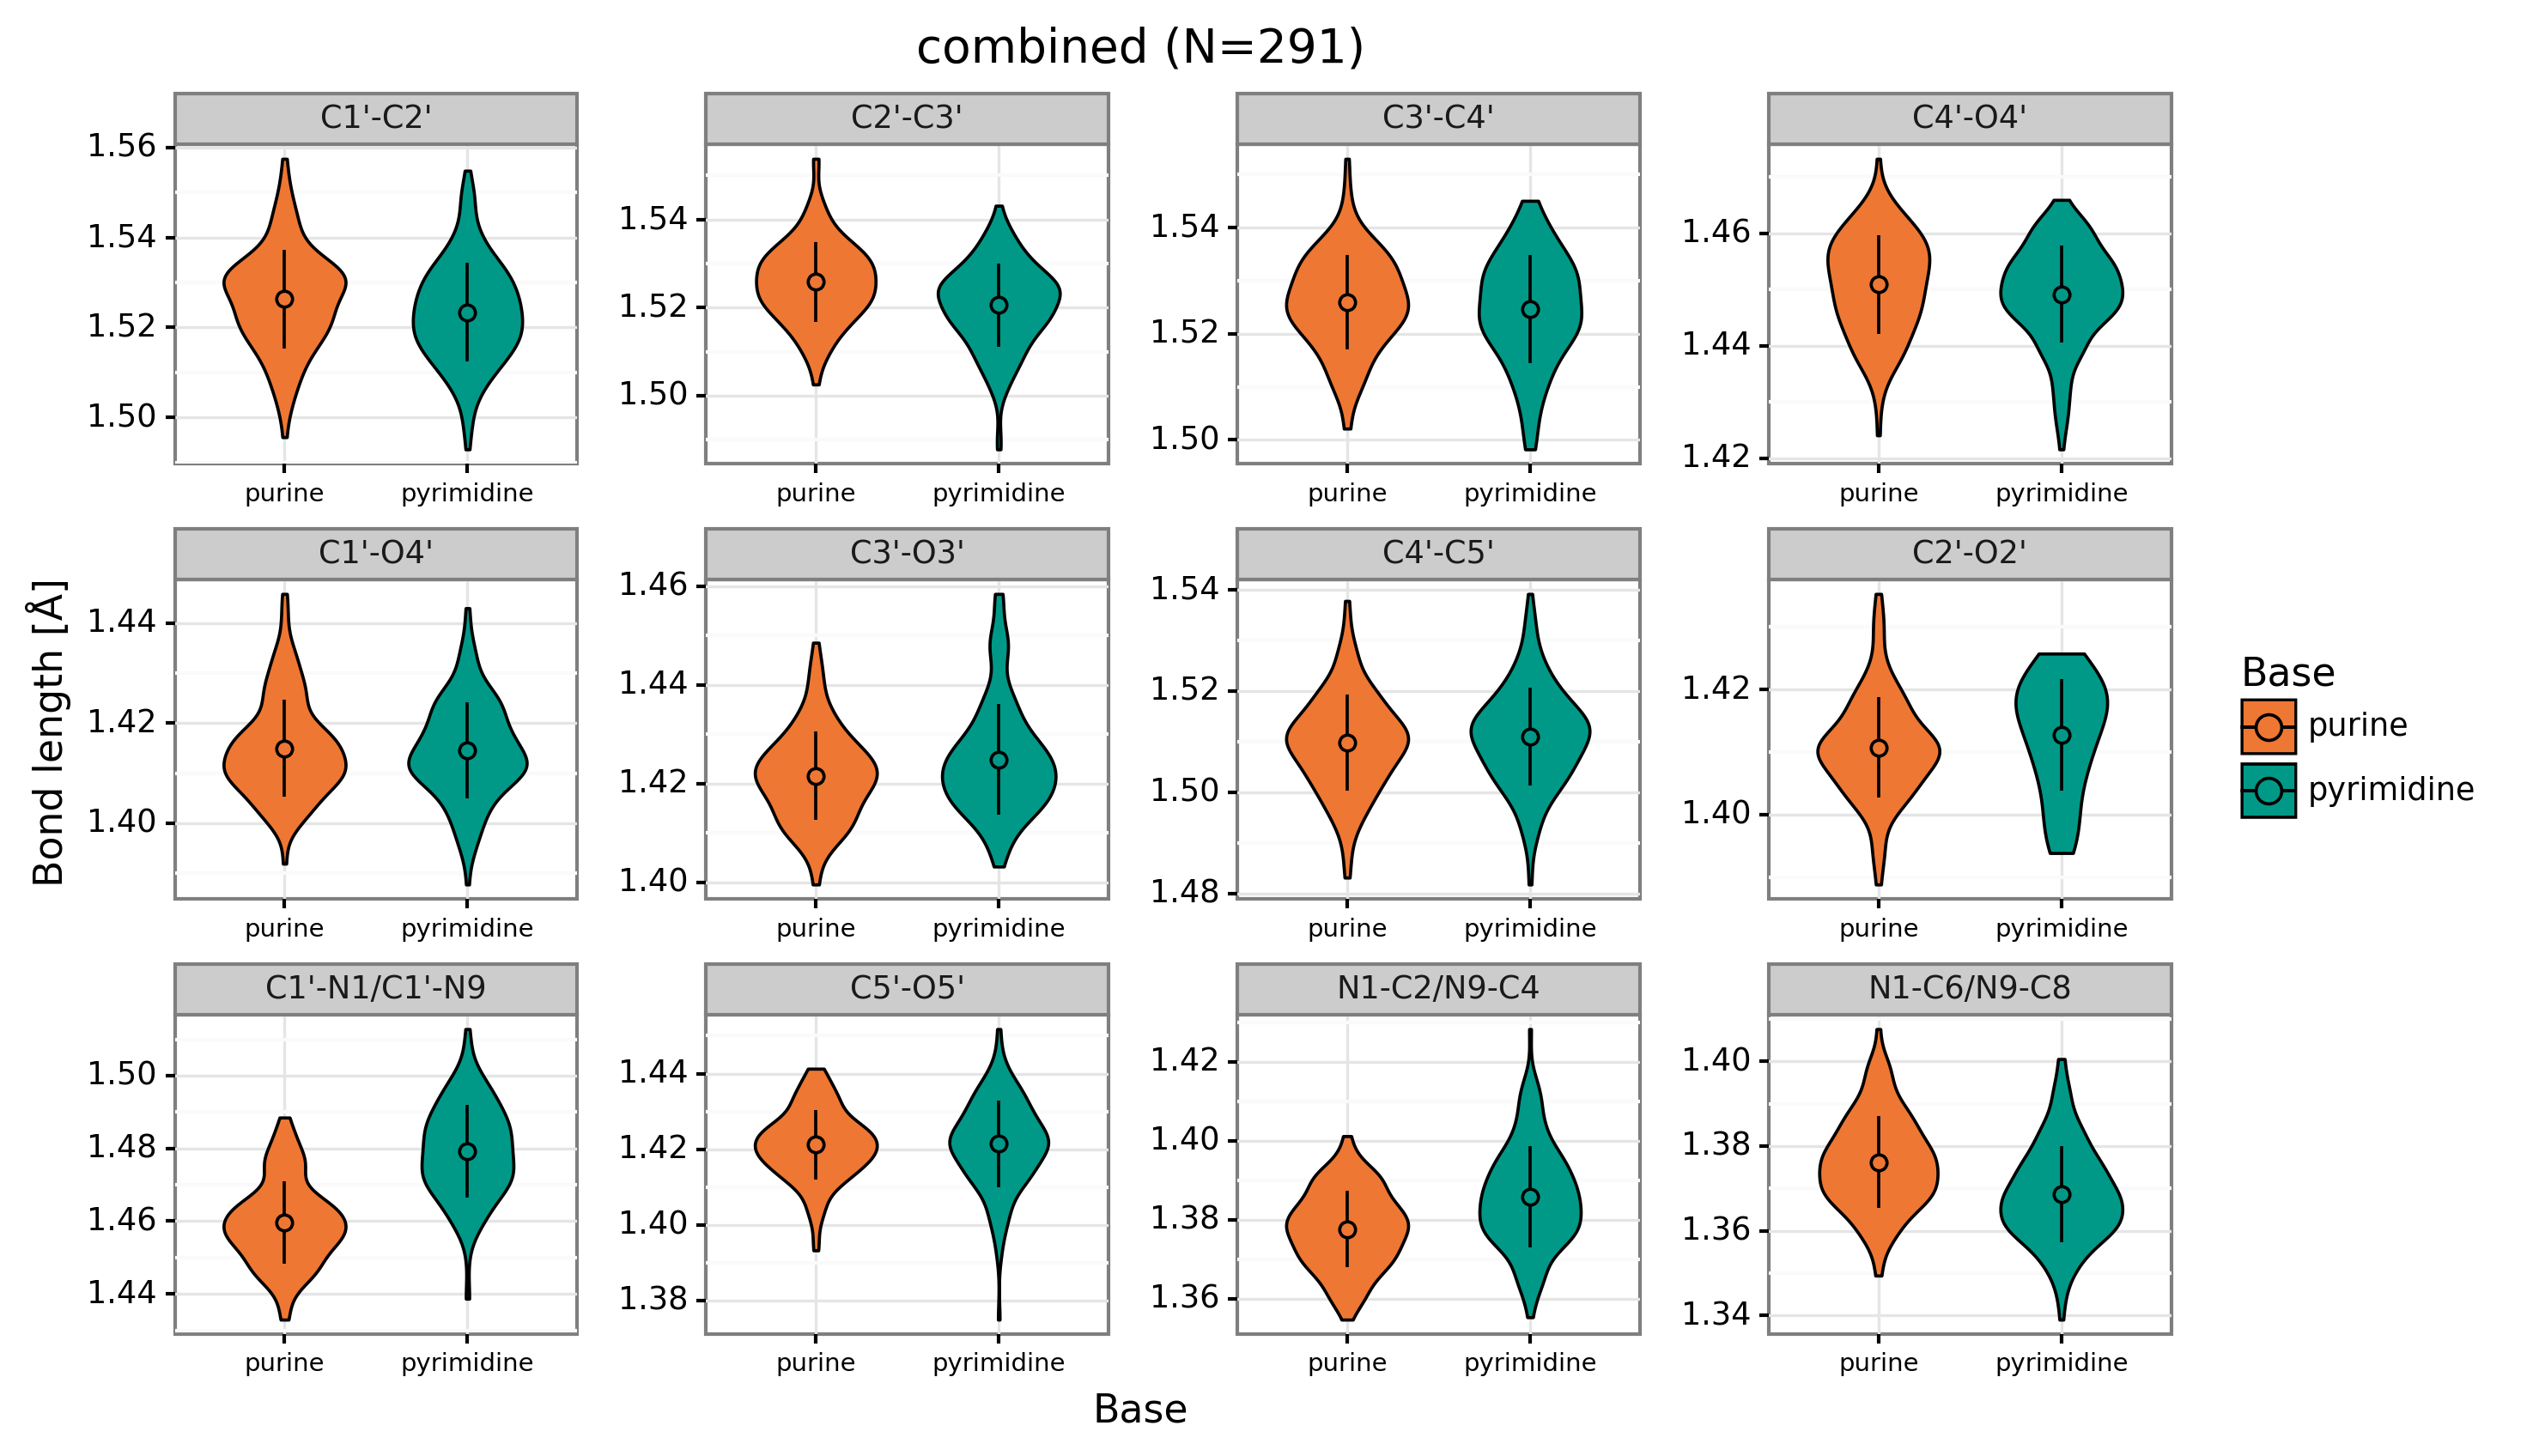 combined (N=291)
C1'-C2'
C2'-C3'
C3'-C4'
C4'-O4'
1.56
1.54
1.52
1.50
1.54
1.52
1.50
1.54
1.52
1.50
1.46
1.44
1.42
purine pyrimidine
purine pyrimidine
purine pyrimidine
purine pyrimidine
C1'-O4'
C3'-O3'
C4'-C5'
C2'-O2'
1.44
1.42
1.40
1.46
1.44
1.42
1.40
1.54
1.52
1.50
1.48
1.42
1.40
purine pyrimidine
purine pyrimidine
purine pyrimidine
purine pyrimidine
C1'-N1/C1'-N9
C5'-O5'
N1-C2/N9-C4
N1-C6/N9-C8
1.50
1.48
1.46
1.44
1.44
1.42
1.40
1.38
1.42
1.40
1.38
1.36
1.40
1.38
1.36
1.34
purine pyrimidine
purine pyrimidine
purine pyrimidine
purine pyrimidine
Bond length [Å]
Base
Base
purine
pyrimidine